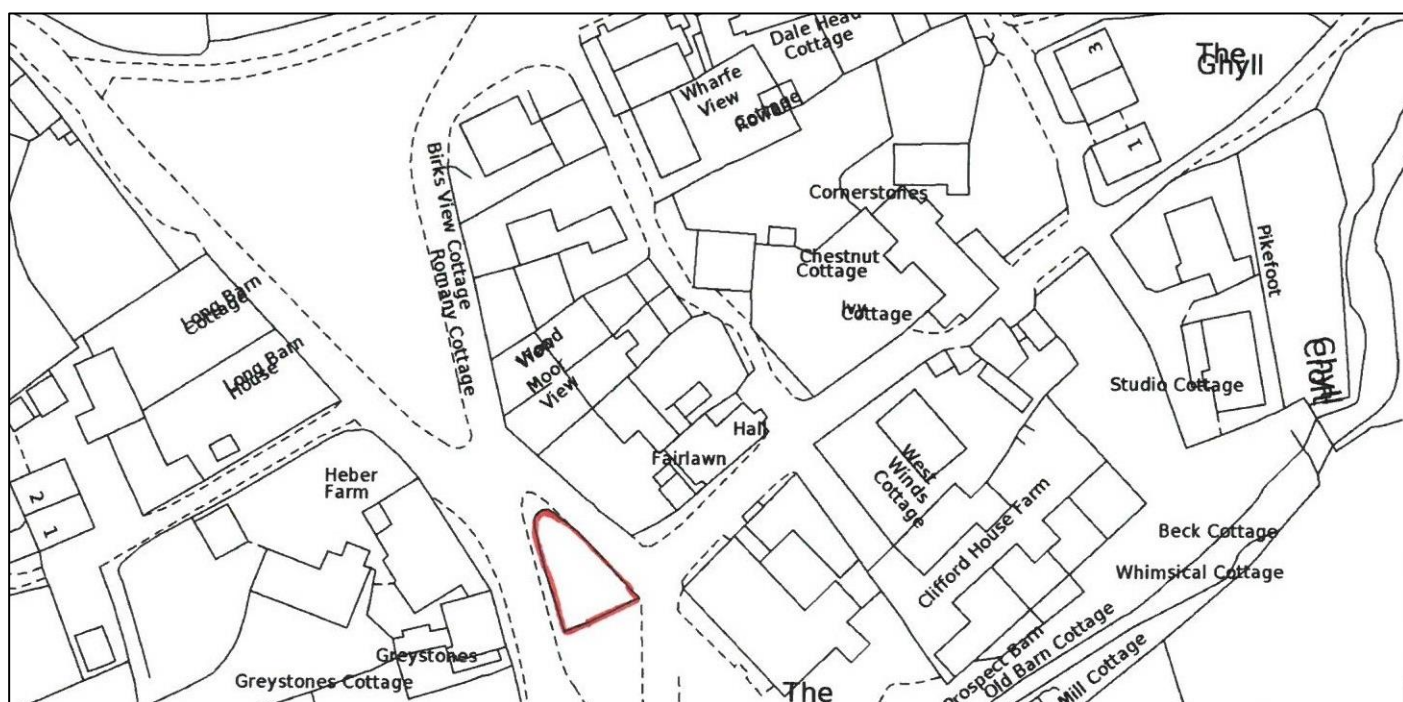 Dale Head
Cottage
The
Ghyll
3
Wharfe
View
Rowan
Cottage
1
Birks View Cottage
Romany Cottage
Cornerstones
Pikefoot
Chestnut
Cottage
Long Barn
Cottage
Ivy
Cottage
Long Barn
House
View
Moor
View
Ghyll
Croft
Studio Cottage
Hall
Fairlawn
West
Winds
Cottage
Heber
Farm
2
1
Clifford House Farm
Beck Cottage
Whimsical Cottage
Greystones
Greystones Cottage
Prospect Barn
Old Barn Cottage
Mill Cottage
The